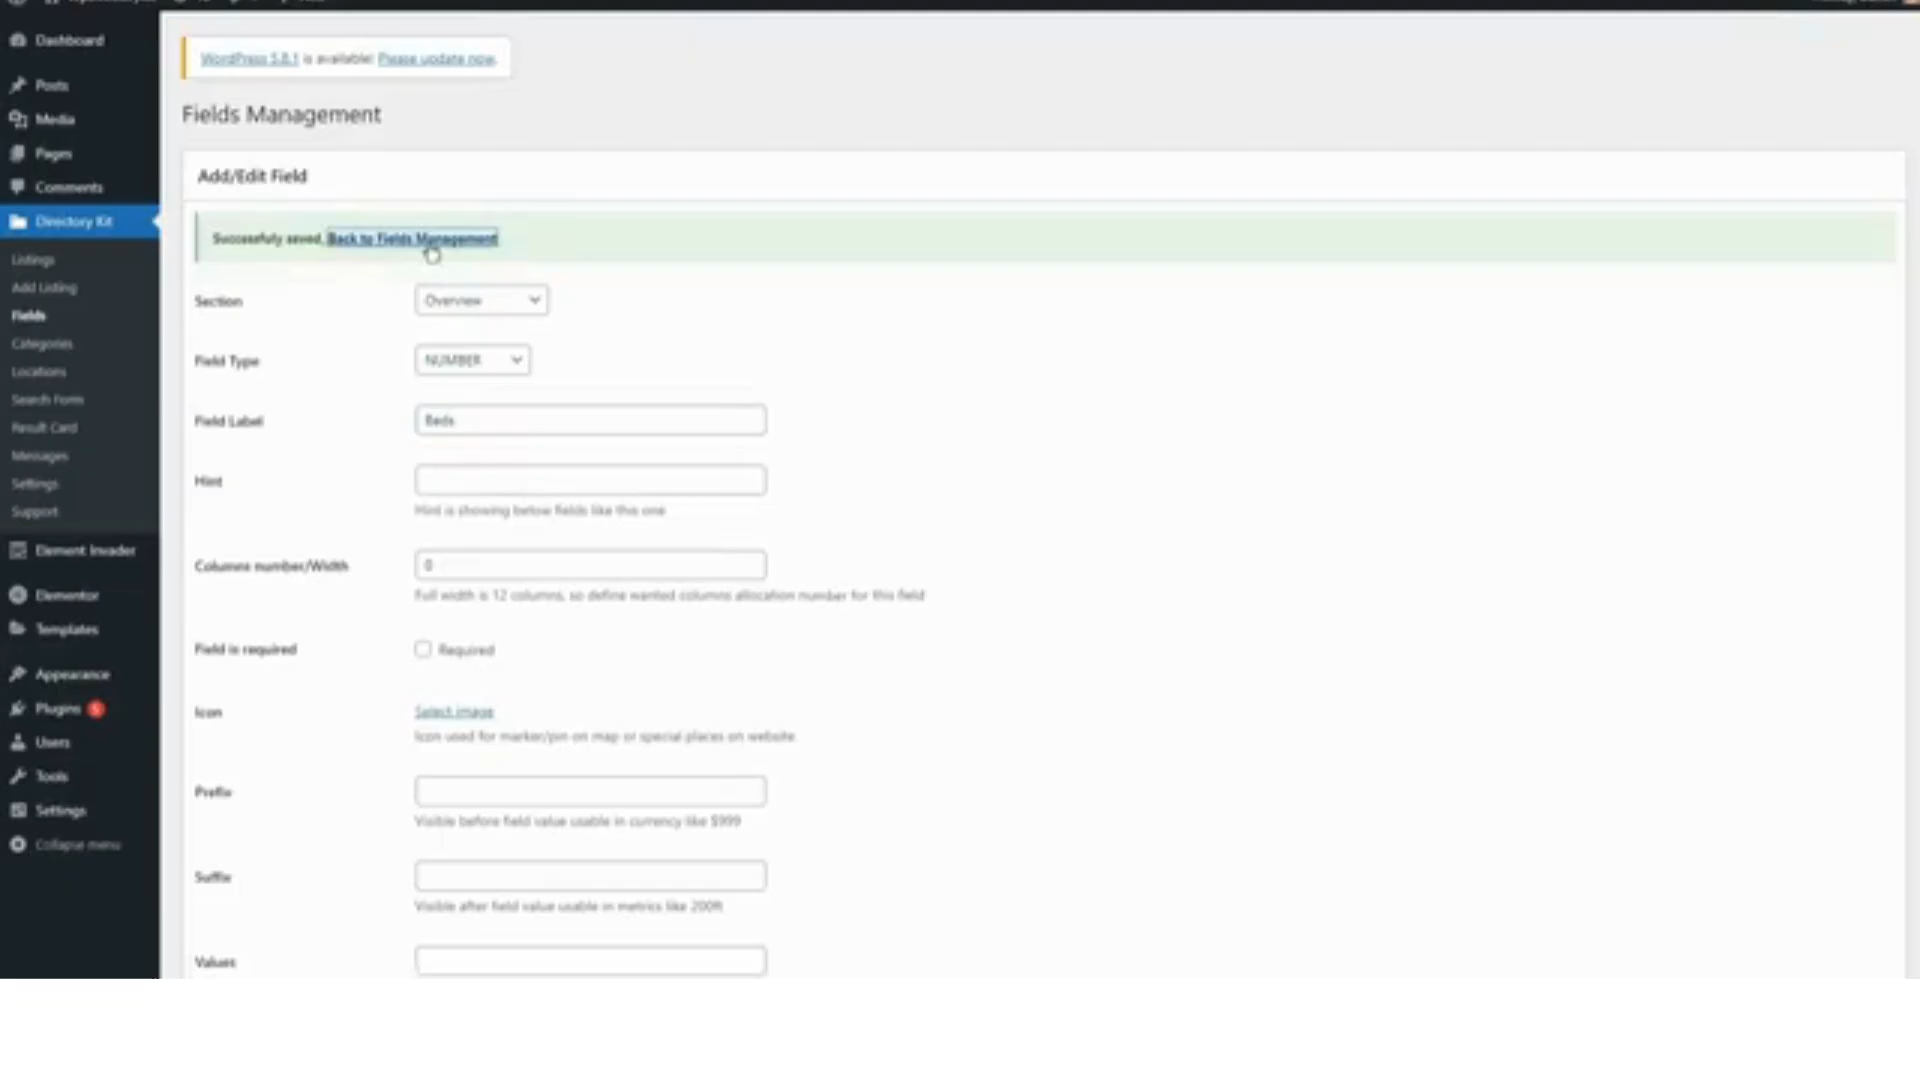 Dashboard
Posts
Media
Pages
Comments
Directory Kit
Listings
Add Listing
Fields
Categories
Locations
Search Form
Result Card
Messages
Settings
Support
Element Invader
Elementor
Templates
Appearance
Plugins 5
Users
Tools
Settings
Collapse menu
WordPress 5.8.1 is available! Please update now.
Fields Management
Add/Edit Field
Successfuly saved, Back to Fields Management
Section
Overview
Field Type
NUMBER
Field Label
Beds
Hint
Hint is showing below fields like this one
Columns number/Width
0
Full width is 12 columns, so define wanted columns allocation number for this field
Field is required
Required
Icon
Select image
Icon used for marker/pin on map or special places on website
Prefix
Visible before field value usable in currency like $999
Suffix
Visible after field value usable in metrics like 200ft
Values